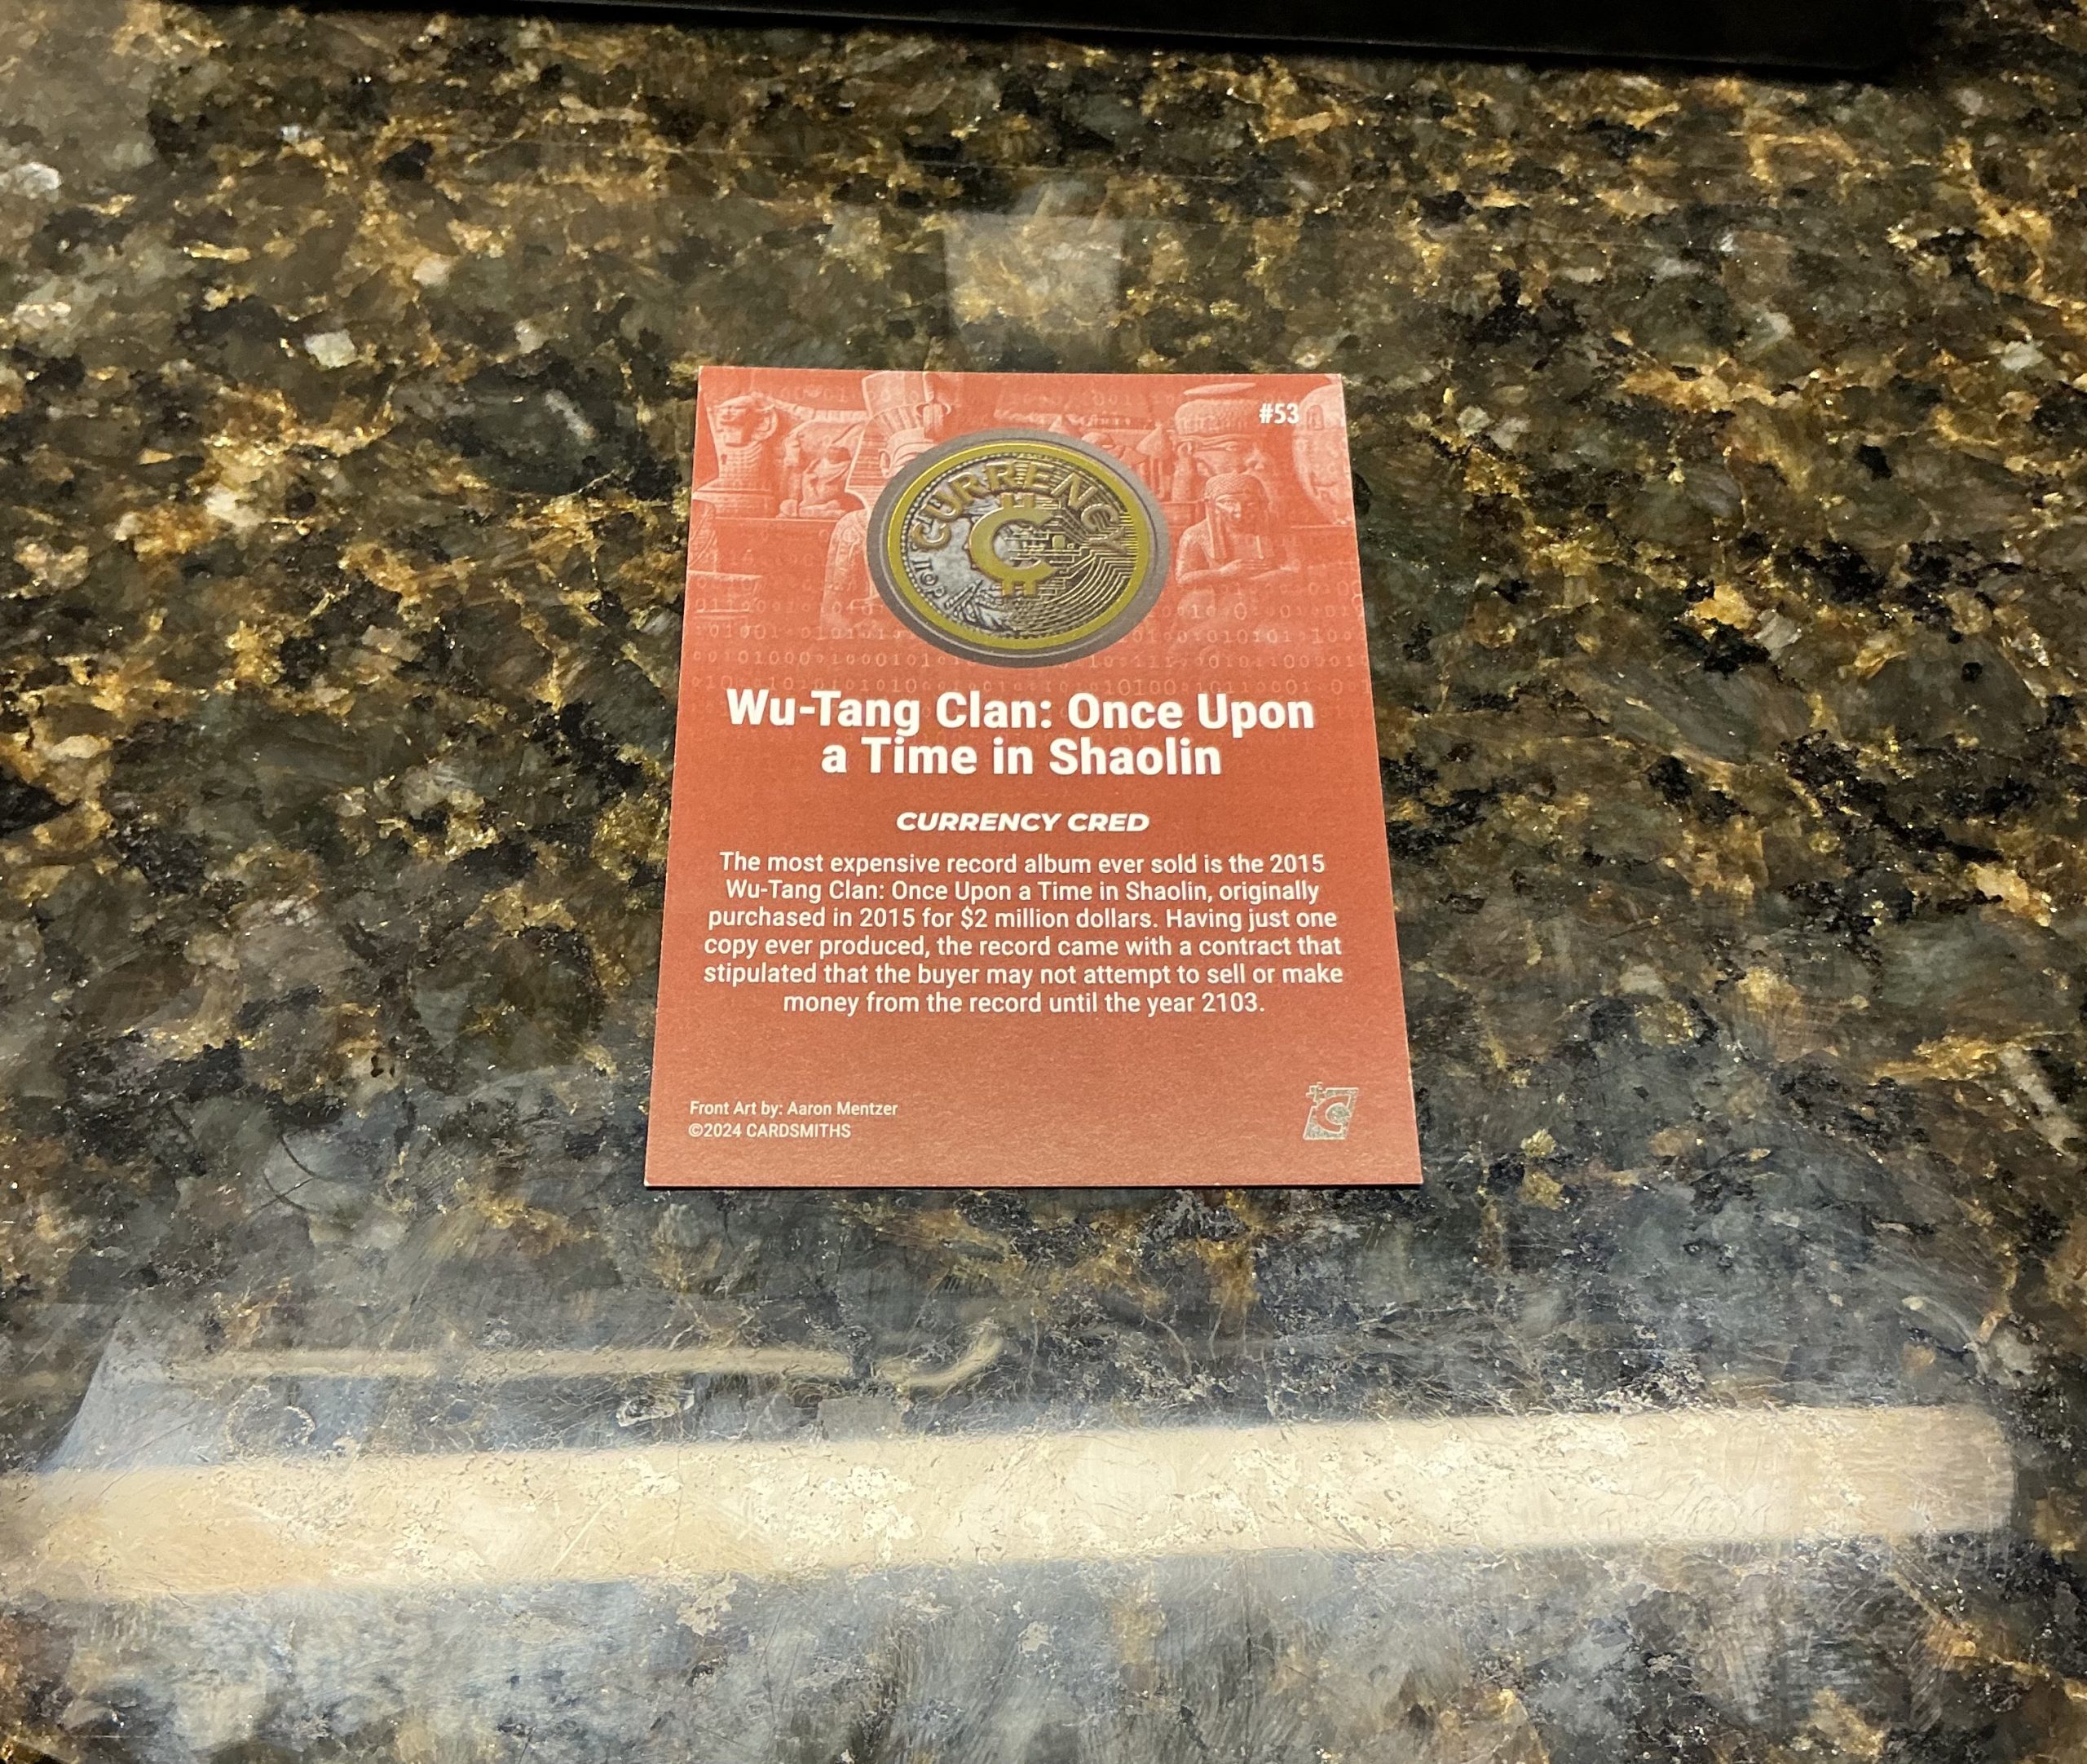 #53
CURRENCY
Wu-Tang Clan: Once Upon
a Time in Shaolin
CURRENCY CRED
The most expensive record album ever sold is the 2015
Wu-Tang Clan: Once Upon a Time in Shaolin, originally
purchased in 2015 for $2 million dollars. Having just one
copy ever produced, the record came with a contract that
stipulated that the buyer may not attempt to sell or make
money from the record until the year 2103.
Front Art by: Aaron Mentzer
©2024 CARDSMITHS